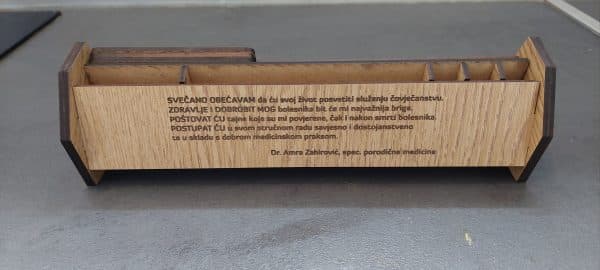 SVEČANO OBEĆAVAM da ću svoj život posvetiti služenju čovječanstvu.
ZDRAVLJE I DOBROBIT MOG bolesnika bit će mi najvažnija briga.
POŠTOVAT ĆU tajne koje su mi povjerene, čak i nakon smrti bolesnika.
POSTUPAT ĆU u svom stručnom radu savjesno i dostojanstveno
te u skladu s dobrom medicinskom praksom.
Dr. Amra Zahirović, spec. porodične medicine